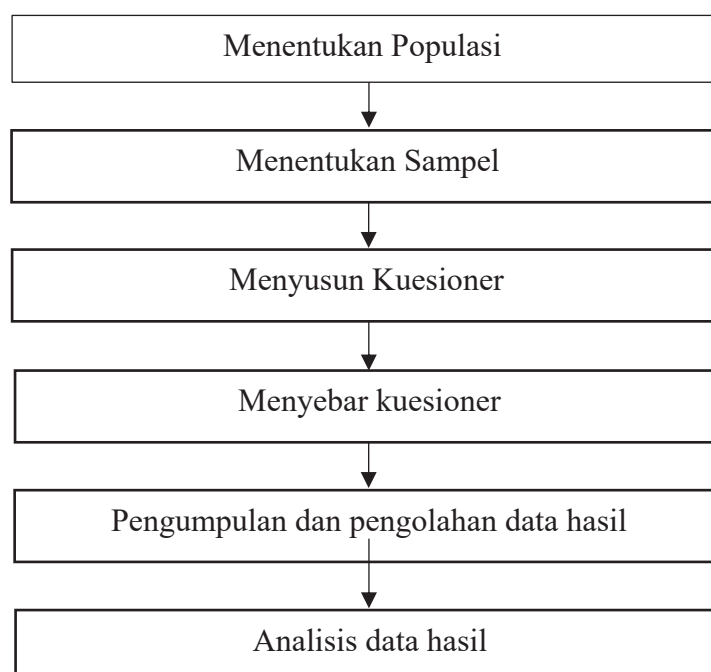 Menentukan Populasi
Menentukan Sampel
Menyusun Kuesioner
Menyebar kuesioner
Pengumpulan dan pengolahan data hasil
Analisis data hasil